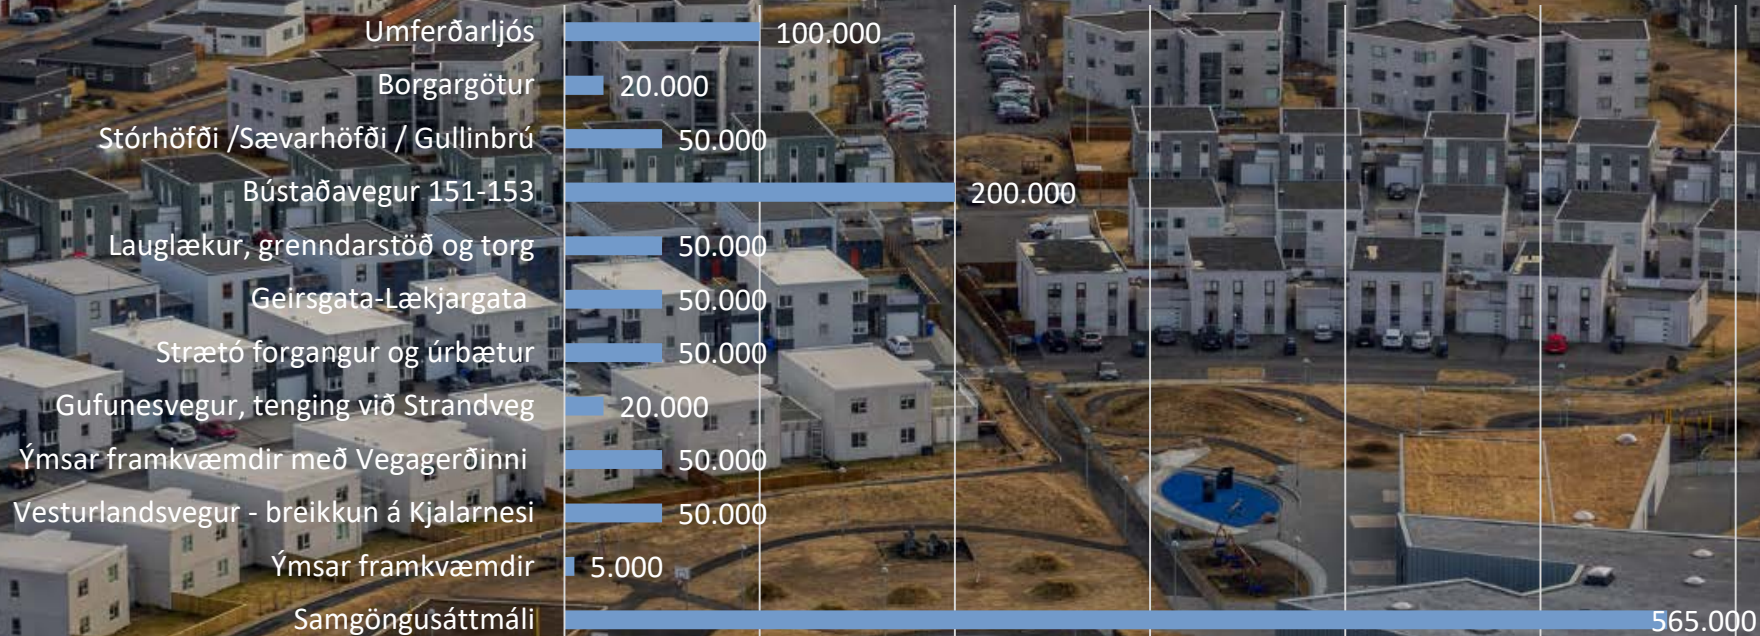 Umferðarljós 100.000
Borgargötur 20.000
Stórhöfði /Sævarhöfði / Gullinbrú 50.000
Bústaðavegur 151-153 200.000
Lauglækur, grenndarstöð og torg 50.000
Geirsgata-Lækjargata 50.000
Strætó forgangur og úrbætur 50.000
Gufunesvegur, tenging við Strandveg 20.000
Ýmsar framkvæmdir með Vegagerðinni 50.000
Vesturlandsvegur - breikkun á Kjalarnesi 50.000
Ýmsar framkvæmdir 5.000
Samgöngusáttmáli 565.000